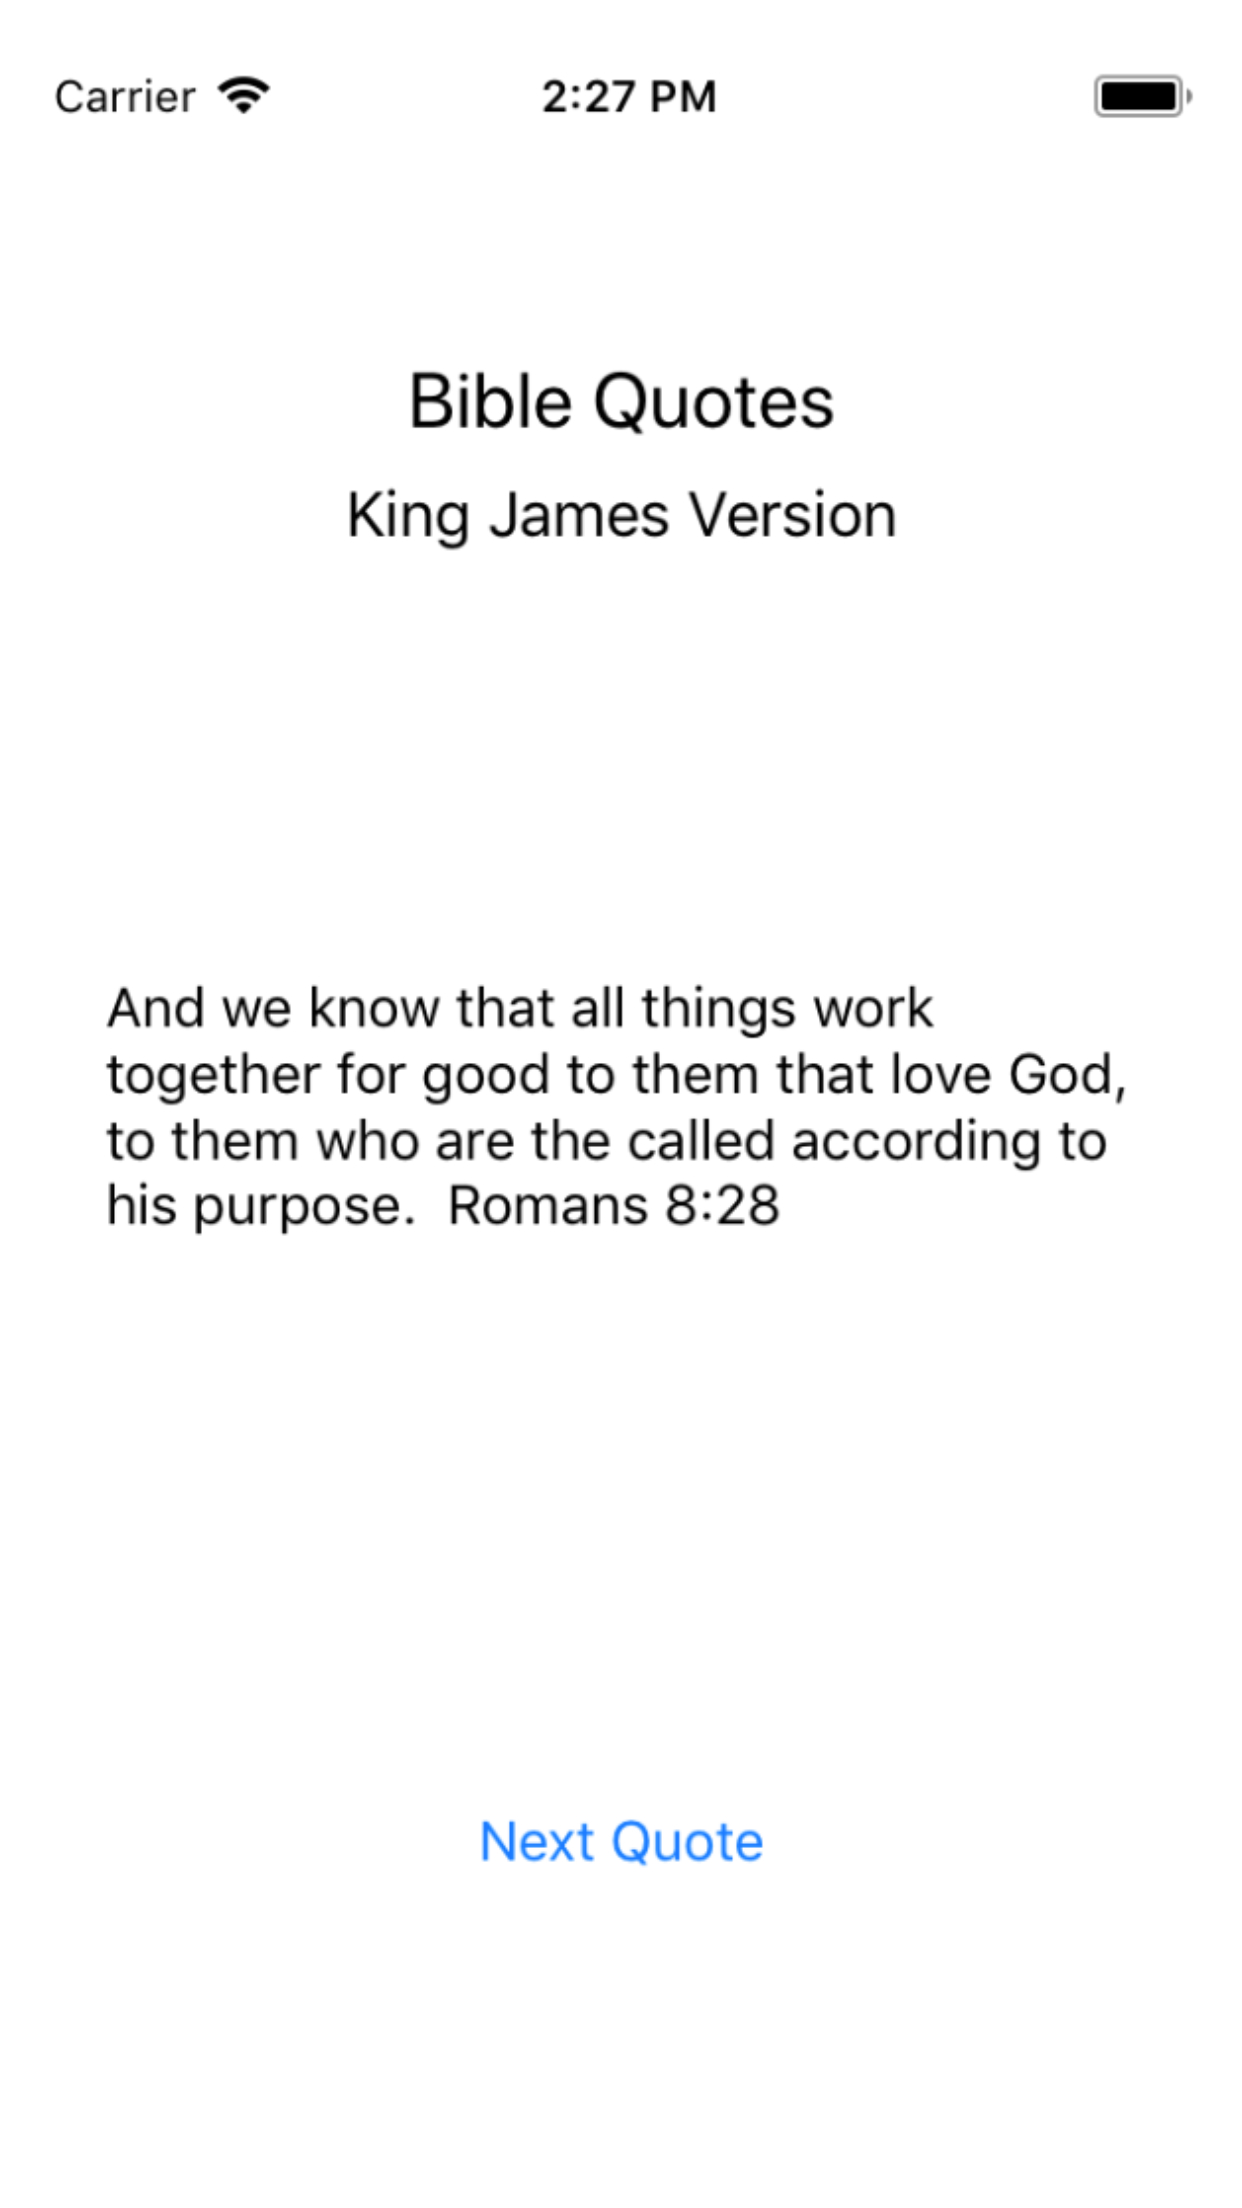 Carrier 2:27 PM
Bible Quotes
King James Version
And we know that all things work
together for good to them that love God,
to them who are the called according to
his purpose.  Romans 8:28
Next Quote